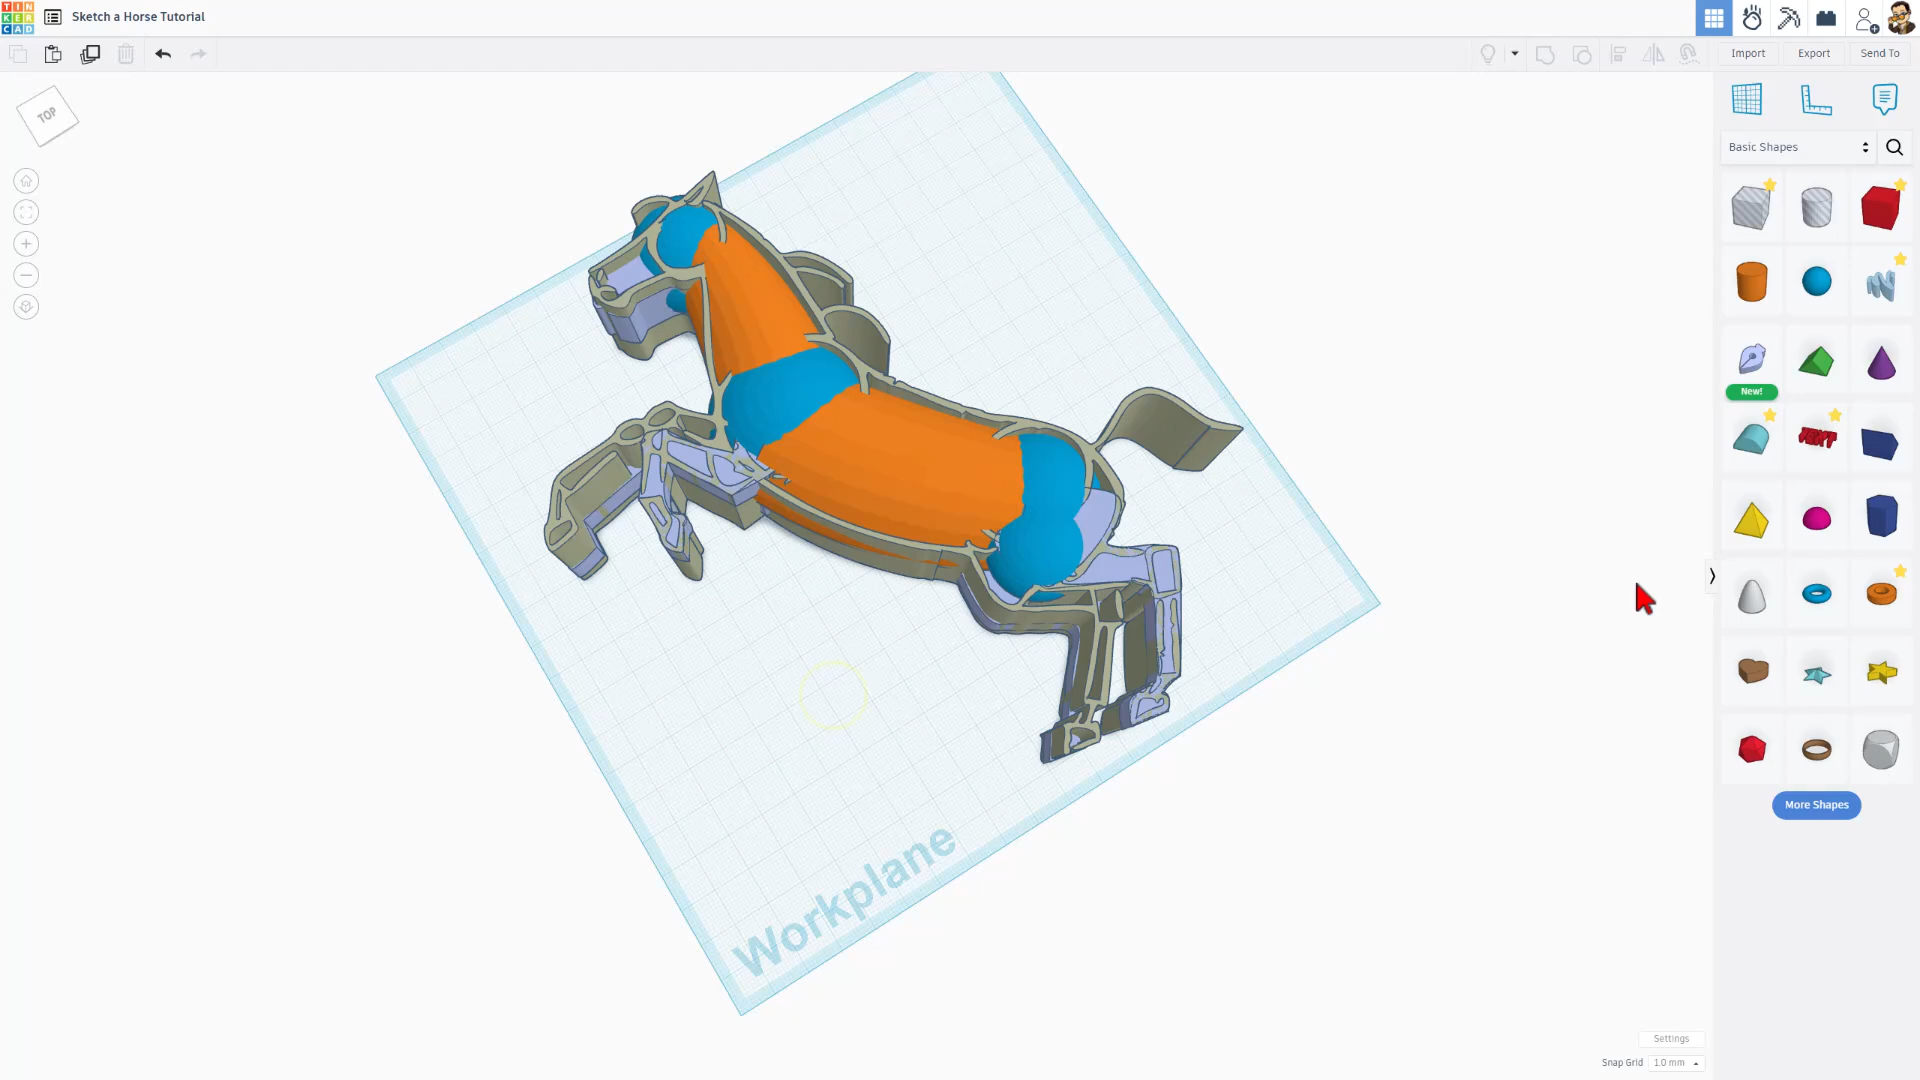 TIN
KER
CAD
Sketch a Horse Tutorial
Import
Export
Send To
TOP
Basic Shapes
New!
TEXT
More Shapes
Workplane
Settings
Snap Grid
1.0 mm